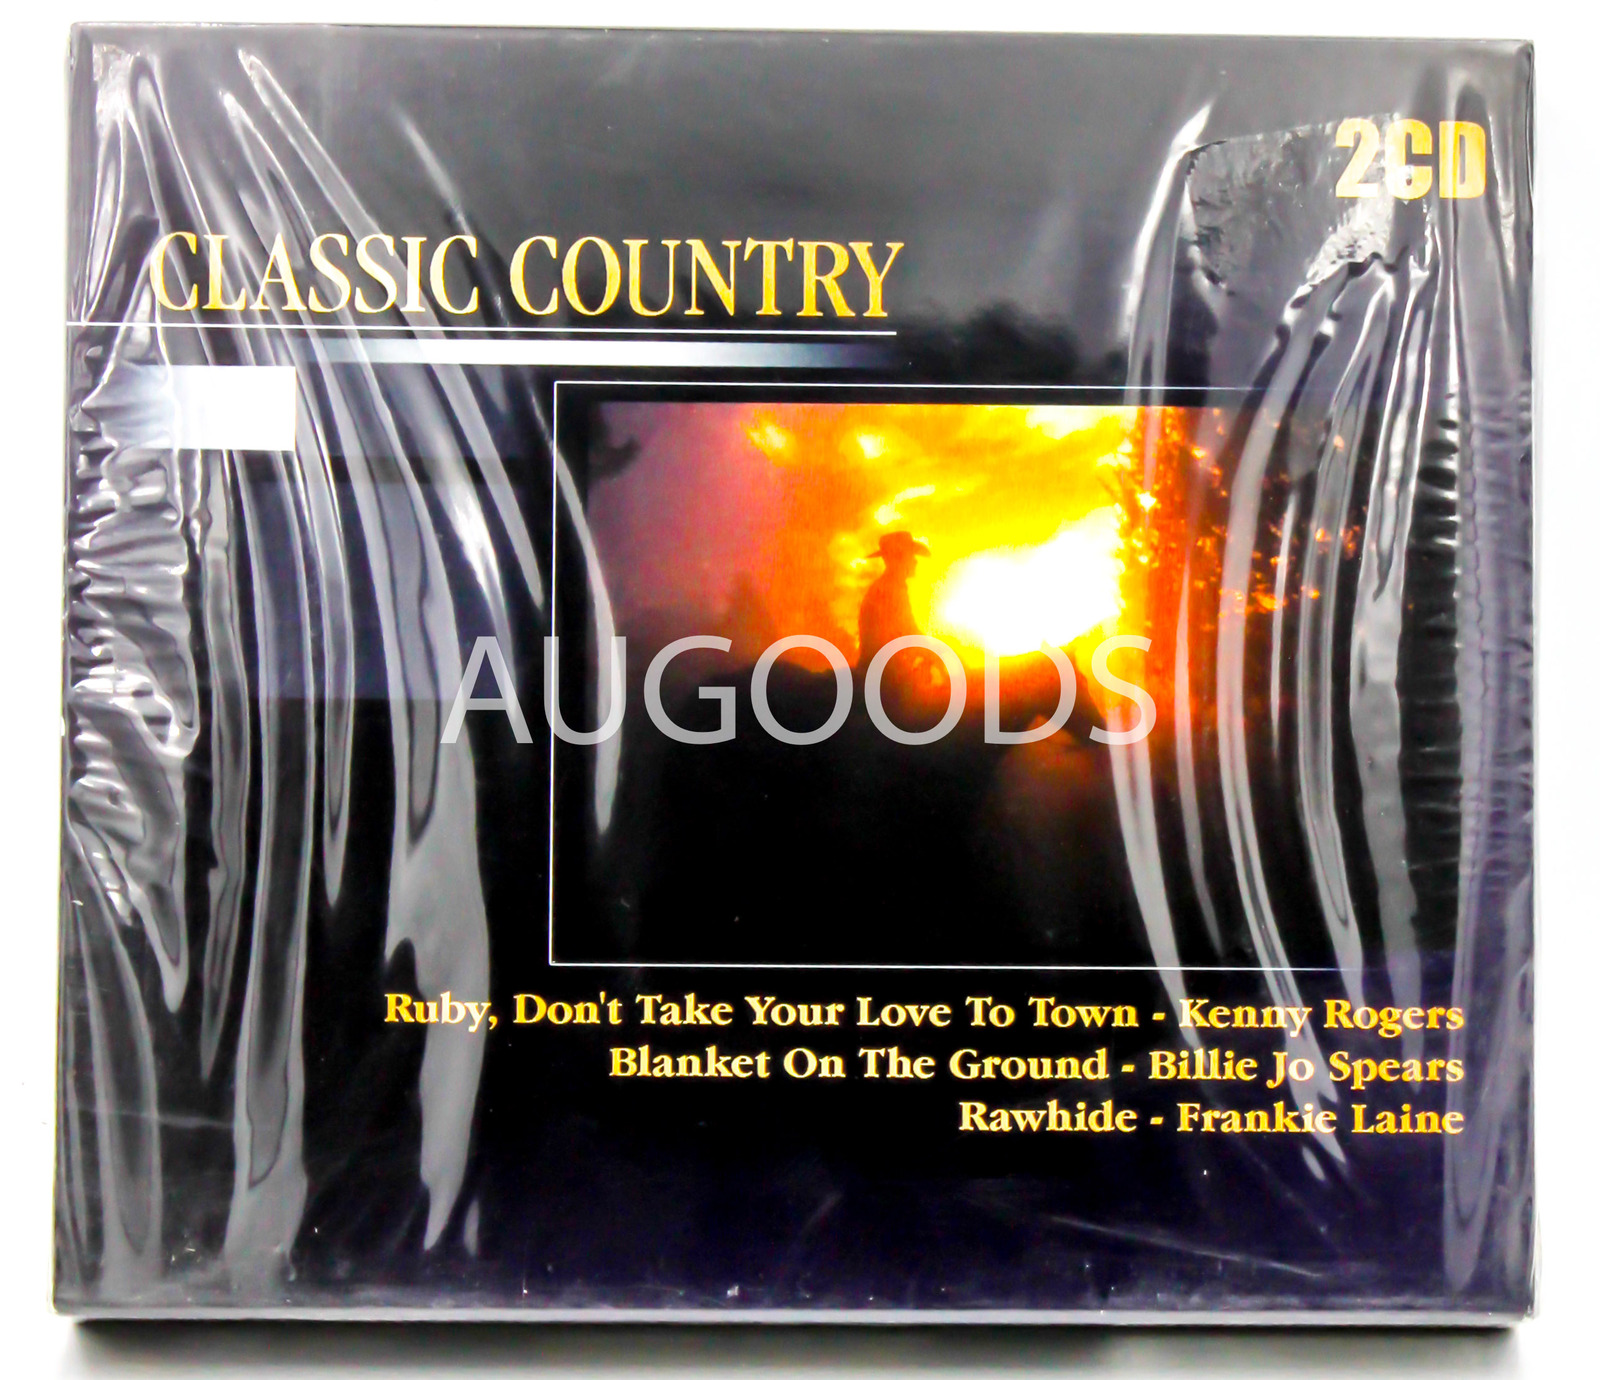 2CD
CLASSIC COUNTRY
AUGOODS
Ruby, Don't Take Your Love To Town - Kenny Rogers
Blanket On The Ground - Billie Jo Spears
Rawhide - Frankie Laine